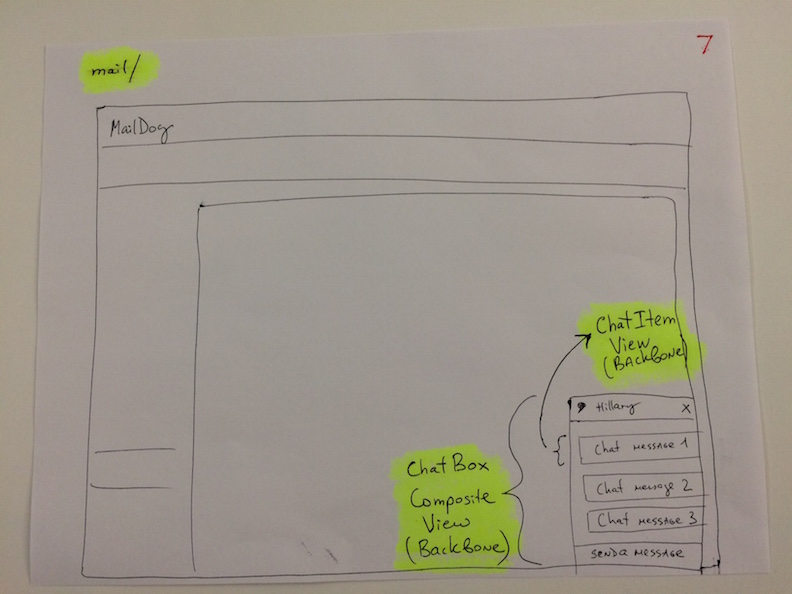 7
mail/
MailDog
ChatItem
View
(BACKBONE)
Hillary X
Chat MESSAGE 1
Chat message 2
Chat MESSAGE 3
SEND A MESSAGE
ChatBox
Composite
View
(BackBone)